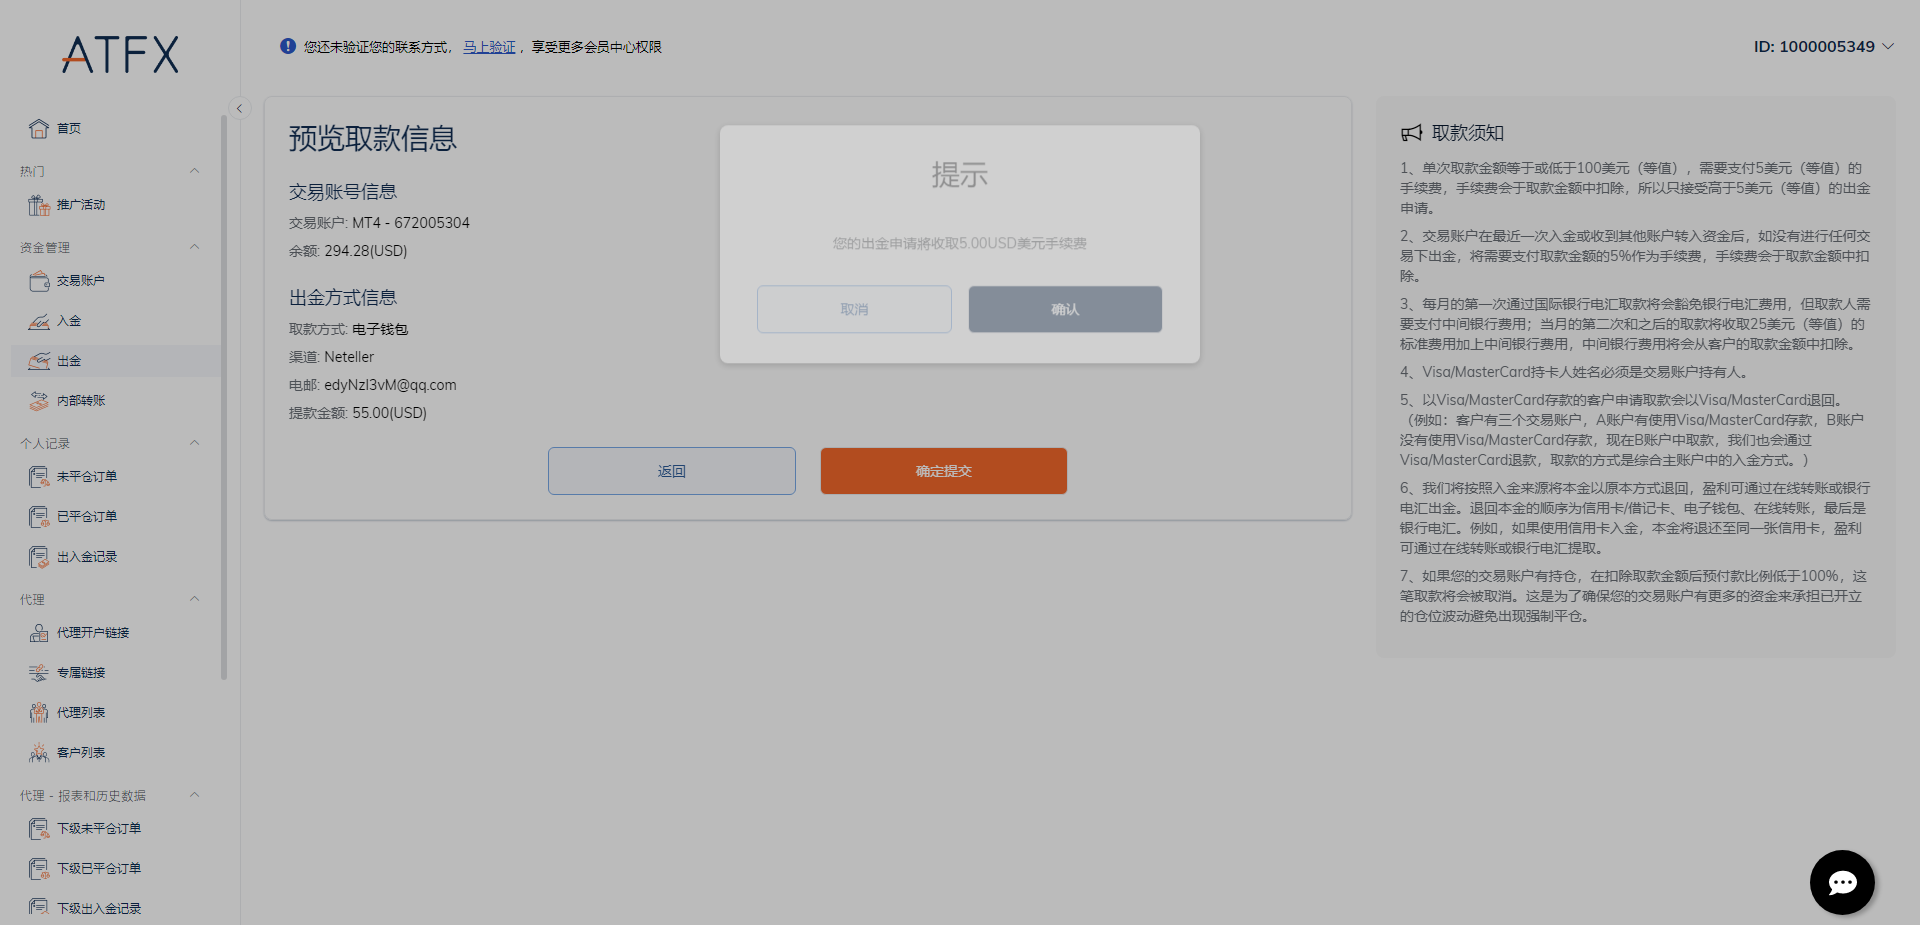 ATFX
首页
热门
推广活动
资金管理
交易账户
入金
出金
内部转账
个人记录
未平仓订单
已平仓订单
出入金记录
代理
代理开户链接
专属链接
代理列表
客户列表
代理 - 报表和历史数据
下级未平仓订单
下级已平仓订单
下级出入金记录
您还未验证您的联系方式， 马上验证 ，享受更多会员中心权限
ID: 1000005349
预览取款信息
交易账号信息
交易账户: MT4 - 672005304
余额: 294.28(USD)
出金方式信息
取款方式: 电子钱包
渠道: Neteller
电邮: edyNzI3vM@qq.com
提款金额: 55.00(USD)
返回
确定提交
提示
您的出金申请將收取5.00USD美元手续费
取消
确认
取款须知
1、单次取款金额等于或低于100美元（等值），需要支付5美元（等值）的
手续费，手续费会于取款金额中扣除，所以只接受高于5美元（等值）的出金
申请。
2、交易账户在最近一次入金或收到其他账户转入资金后，如没有进行任何交
易下出金，将需要支付取款金额的5%作为手续费，手续费会于取款金额中扣
除。
3、每月的第一次通过国际银行电汇取款将会豁免银行电汇费用，但取款人需
要支付中间银行费用；当月的第二次和之后的取款将收取25美元（等值）的
标准费用加上中间银行费用，中间银行费用将会从客户的取款金额中扣除。
4、Visa/MasterCard持卡人姓名必须是交易账户持有人。
5、以Visa/MasterCard存款的客户申请取款会以Visa/MasterCard退回。
（例如：客户有三个交易账户，A账户有使用Visa/MasterCard存款，B账户
没有使用Visa/MasterCard存款，现在B账户中取款，我们也会通过
Visa/MasterCard退款，取款的方式是综合主账户中的入金方式。）
6、我们将按照入金来源将本金以原本方式退回，盈利可通过在线转账或银行
电汇出金。退回本金的顺序为信用卡/借记卡、电子钱包、在线转账，最后是
银行电汇。例如，如果使用信用卡入金，本金将退还至同一张信用卡，盈利
可通过在线转账或银行电汇提取。
7、如果您的交易账户有持仓，在扣除取款金额后预付款比例低于100%，这
笔取款将会被取消。这是为了确保您的交易账户有更多的资金来承担已开立
的仓位波动避免出现强制平仓。